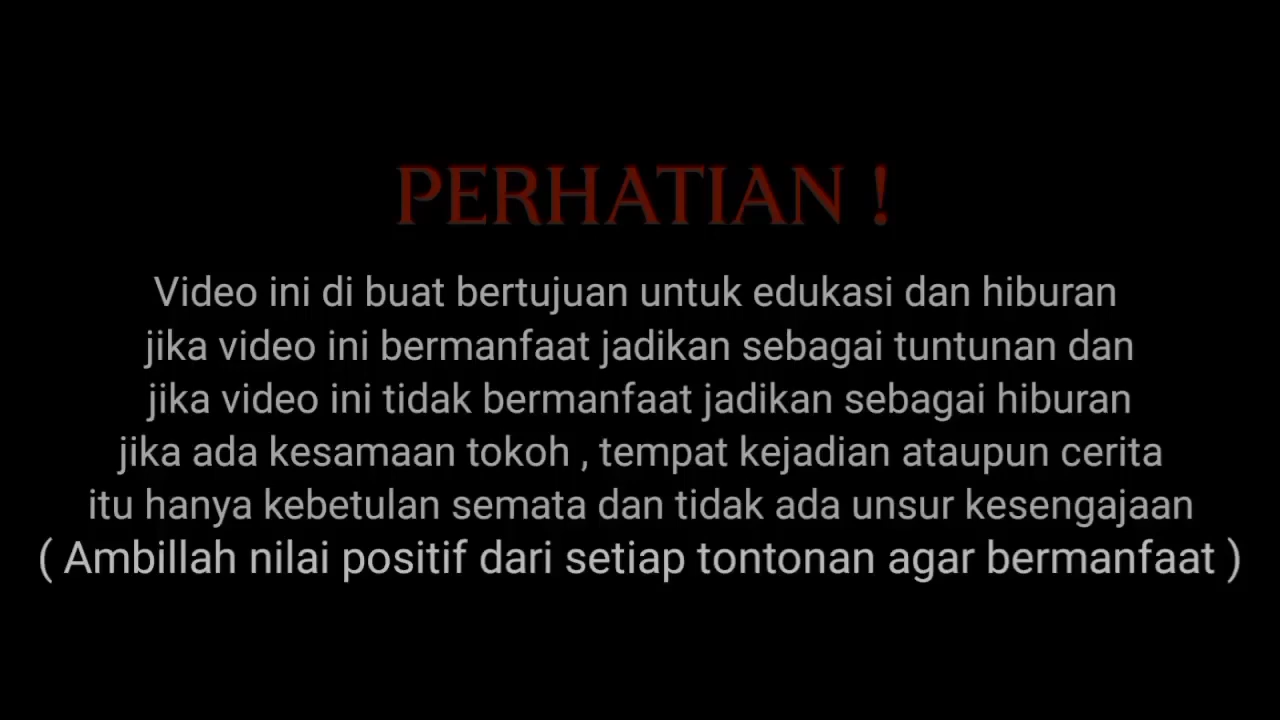 PERHATIAN !
Video ini di buat bertujuan untuk edukasi dan hiburan
jika video ini bermanfaat jadikan sebagai tuntunan dan
jika video ini tidak bermanfaat jadikan sebagai hiburan
jika ada kesamaan tokoh , tempat kejadian ataupun cerita
itu hanya kebetulan semata dan tidak ada unsur kesengajaan
( Ambillah nilai positif dari setiap tontonan agar bermanfaat )